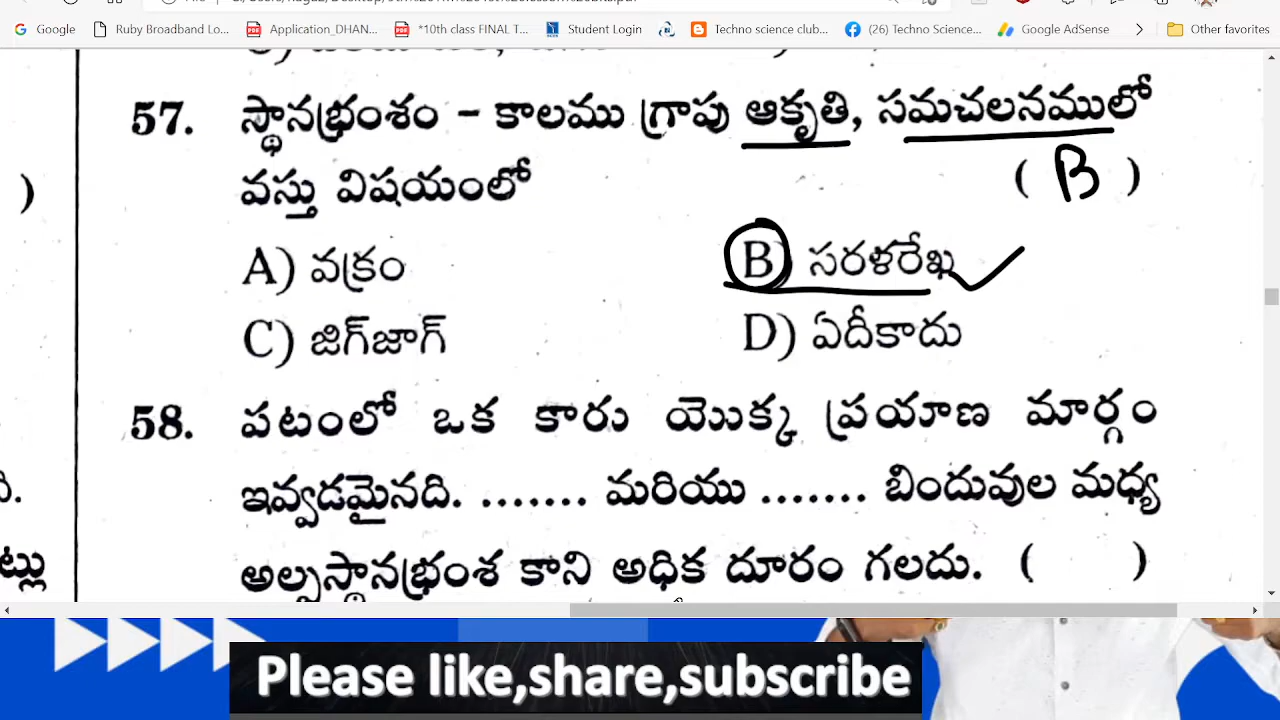 Google Ruby Broadband Lo... Application_DHAN... *10th class FINAL T... Student Login Techno science club... (26) Techno Science... Google AdSense Other favorites
57. స్థానభ్రంశం – కాలము గ్రాపు ఆకృతి, సమచలనములో
వస్తు విషయంలో ( B )
A) వక్రం B) సరళరేఖ
C) జిగ్‌జాగ్ D) ఏదీకాదు
58. పటంలో ఒక కారు యొక్క ప్రయాణ మార్గం
ఇవ్వడమైనది. ....... మరియు ....... బిందువుల మధ్య
అల్పస్థానభ్రంశ కాని అధిక దూరం గలదు. ( )
Please like,share,subscribe